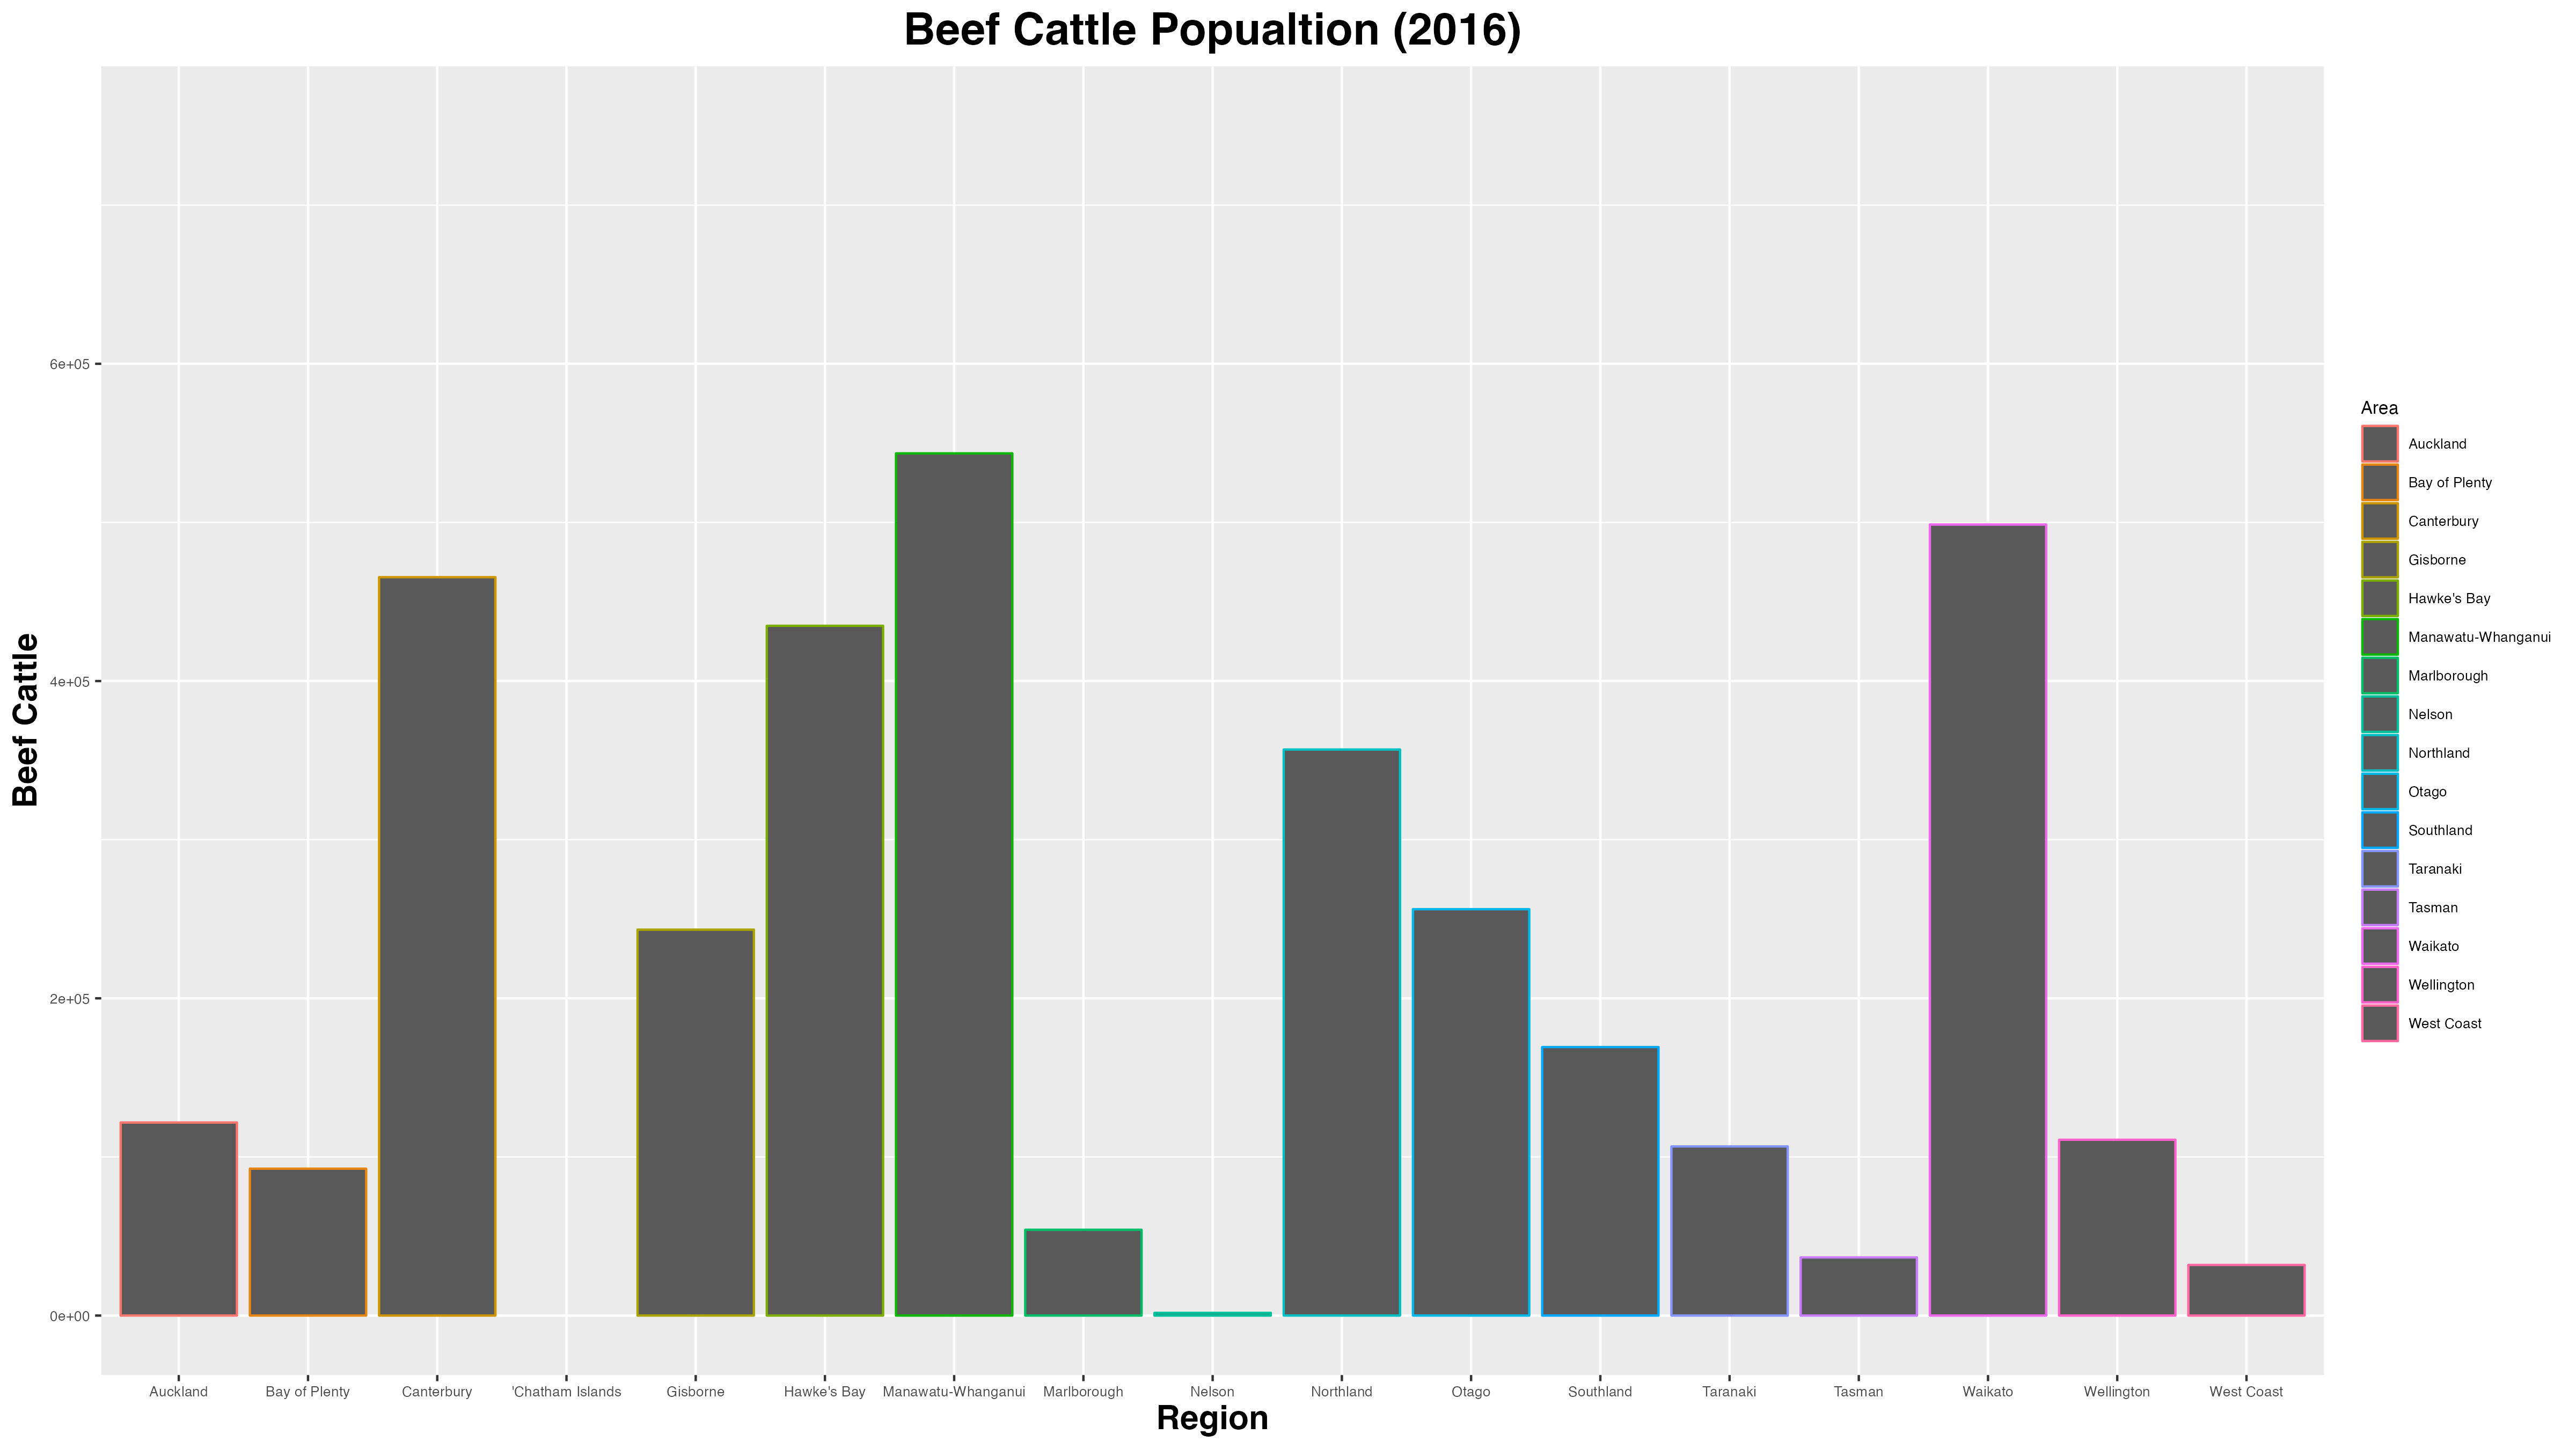 Beef Cattle Popualtion (2016)
Beef Cattle
6e+05
4e+05
2e+05
0e+00
Auckland
Bay of Plenty
Canterbury
'Chatham Islands
Gisborne
Hawke's Bay
Manawatu-Whanganui
Marlborough
Nelson
Northland
Otago
Southland
Taranaki
Tasman
Waikato
Wellington
West Coast
Region
Area
Auckland
Bay of Plenty
Canterbury
Gisborne
Hawke's Bay
Manawatu-Whanganui
Marlborough
Nelson
Northland
Otago
Southland
Taranaki
Tasman
Waikato
Wellington
West Coast